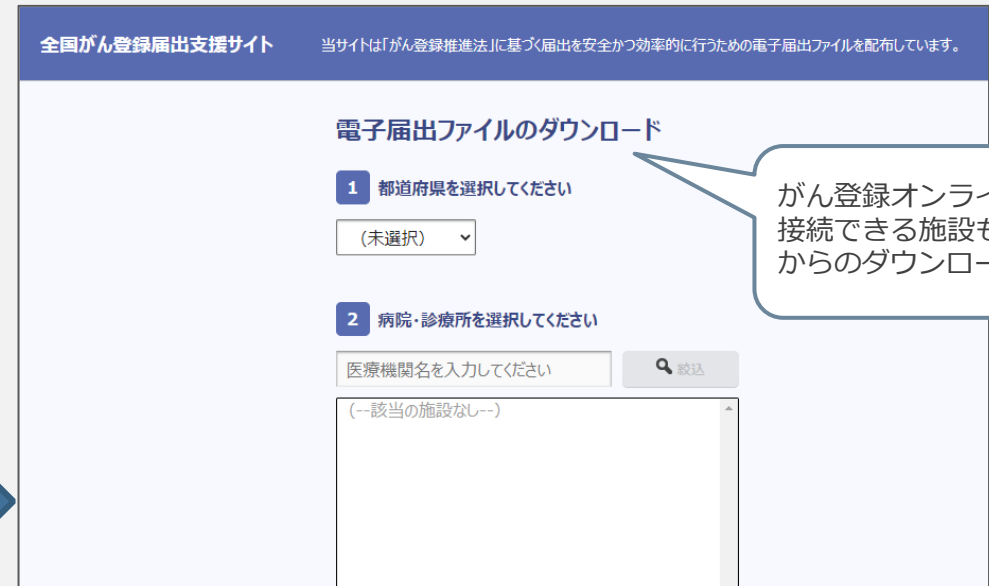 全国がん登録届出支援サイト
当サイトは「がん登録推進法」に基づく届出を安全かつ効率的に行うための電子届出ファイルを配布しています。
電子届出ファイルのダウンロード
1 都道府県を選択してください
(未選択)
がん登録オンライ
接続できる施設も
からのダウンロー
2 病院・診療所を選択してください
医療機関名を入力してください
絞込
(--該当の施設なし--)